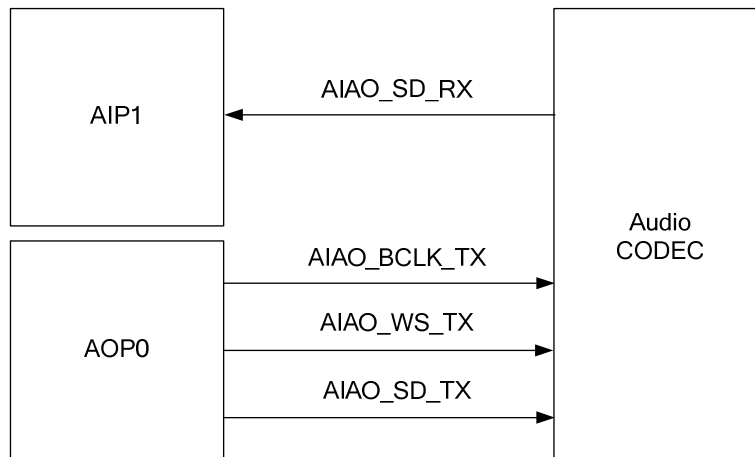 AIP1
AIAO_SD_RX
Audio
CODEC
AOP0
AIAO_BCLK_TX
AIAO_WS_TX
AIAO_SD_TX